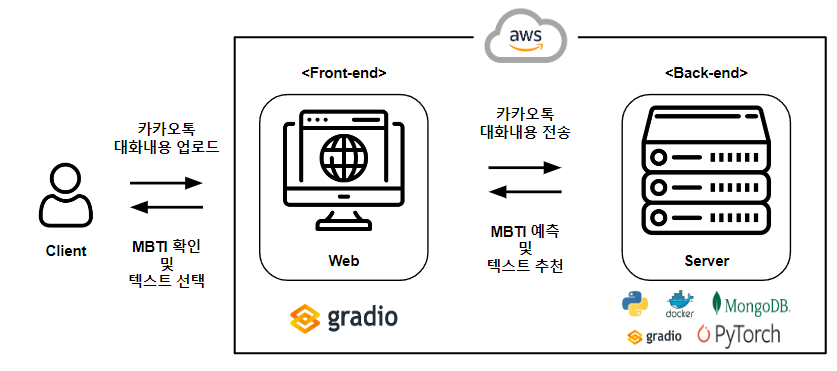 aws
<Front-end>
<Back-end>
카카오톡
대화내용 업로드
카카오톡
대화내용 전송
Client
MBTI 확인
및
텍스트 선택
Web
MBTI 예측
및
텍스트 추천
Server
gradio
docker
MongoDB.
gradio
PyTorch